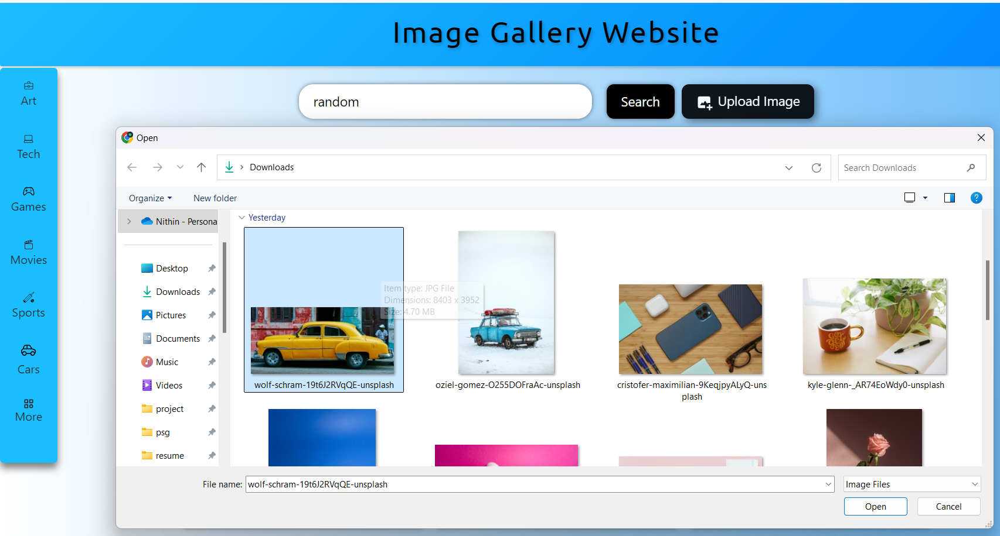 Image Gallery Website
Art
Tech
Games
Movies
Sports
Cars
More
random
Search
Upload Image
Open
Downloads
Search Downloads
Organize
New folder
Nithin - Persona
Desktop
Downloads
Pictures
Documents
Music
Videos
project
psg
resume
Yesterday
Item type: JPG File
Dimensions: 8403 x 3952
Size: 4.70 MB
wolf-schram-19t6J2RVqQE-unsplash
oziel-gomez-O255DOFraAc-unsplash
cristofer-maximilian-9KeqjpyALyQ-uns
plash
kyle-glenn-_AR74EoWdy0-unsplash
File name:
wolf-schram-19t6J2RVqQE-unsplash
Image Files
Open
Cancel